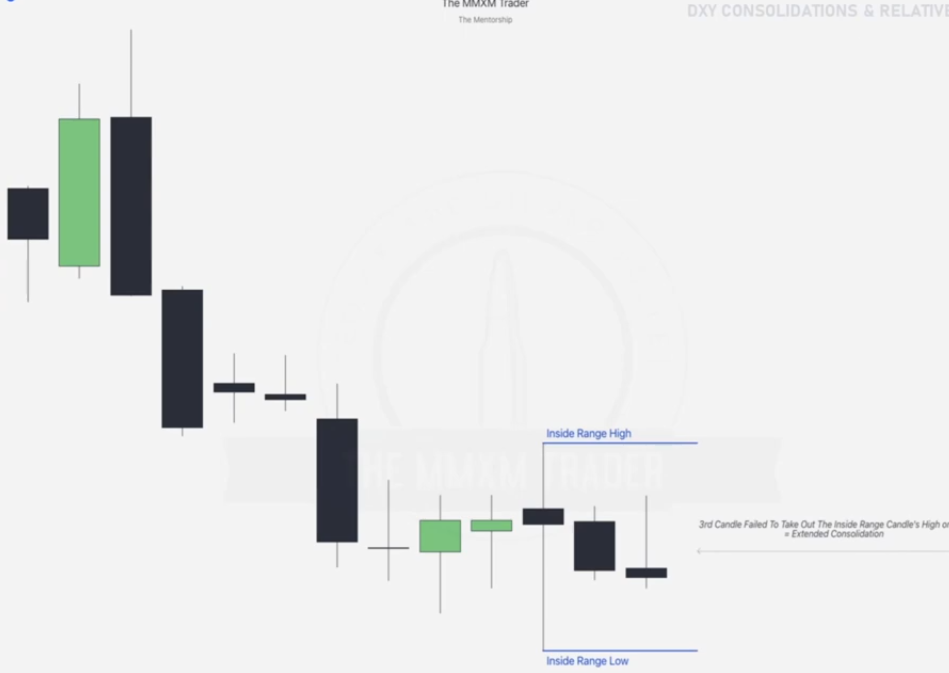 The MMXM Trader
The Mentorship
DXY CONSOLIDATIONS & RELATIVE
THE MMXM TRADER
Inside Range High
3rd Candle Failed To Take Out The Inside Range Candle's High or
= Extended Consolidation
Inside Range Low